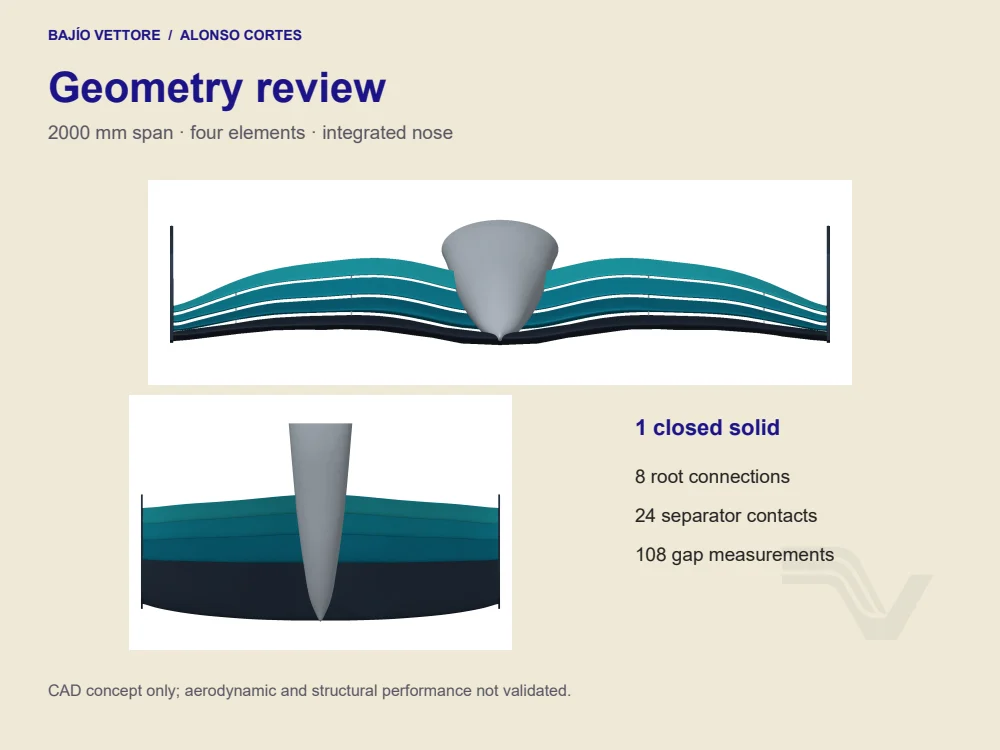 BAJÍO VETTORE / ALONSO CORTES
Geometry review
2000 mm span · four elements · integrated nose
1 closed solid
8 root connections
24 separator contacts
108 gap measurements
CAD concept only; aerodynamic and structural performance not validated.